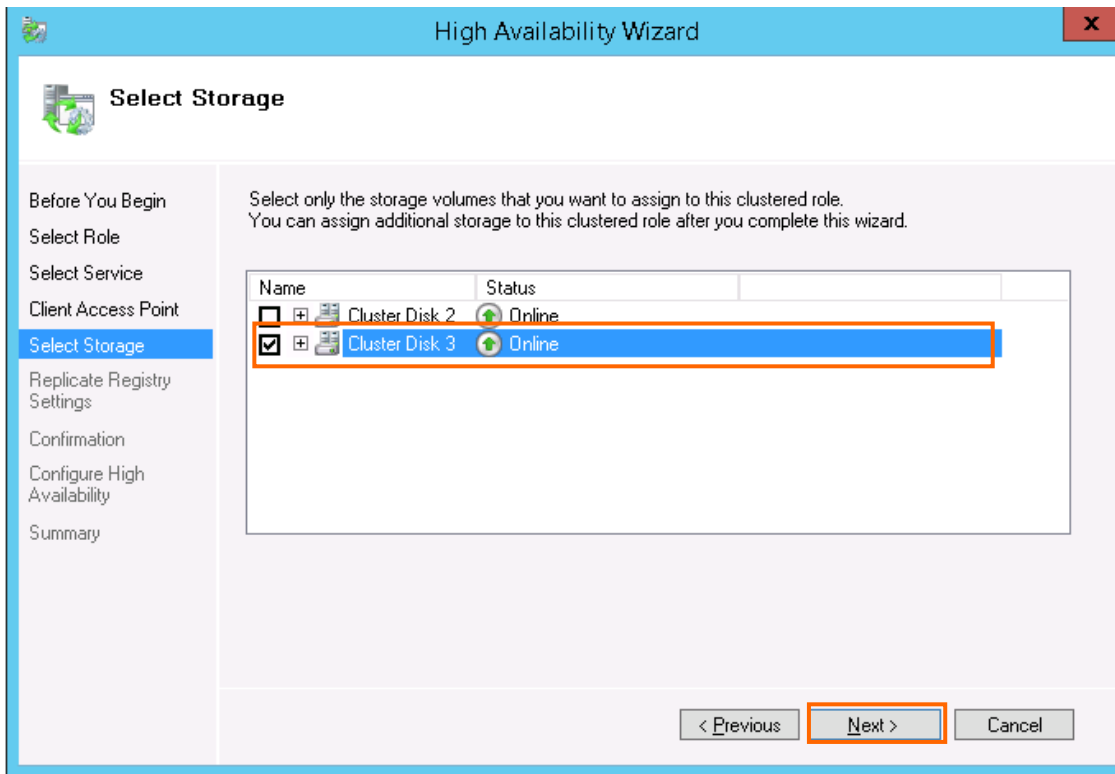 High Availability Wizard
x
Select Storage
Before You Begin
Select Role
Select Service
Client Access Point
Select Storage
Replicate Registry
Settings
Confirmation
Configure High
Availability
Summary
Select only the storage volumes that you want to assign to this clustered role.
You can assign additional storage to this clustered role after you complete this wizard.
Name Status
Cluster Disk 2 Online
Cluster Disk 3 Online
< Previous Next > Cancel